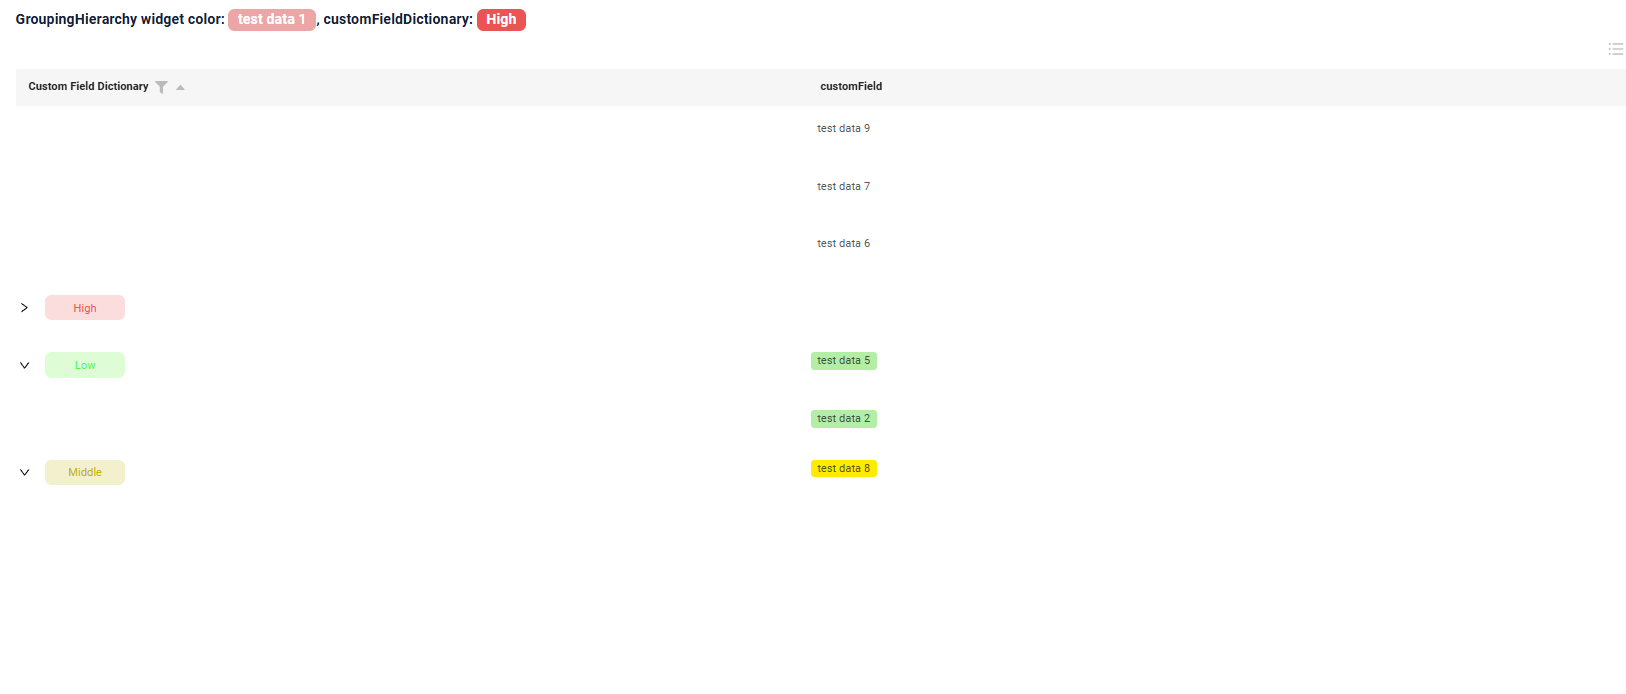 GroupingHierarchy widget color: test data 1, customFieldDictionary: High
Custom Field Dictionary customField
test data 9
test data 7
test data 6
High
Low test data 5
test data 2
Middle test data 8